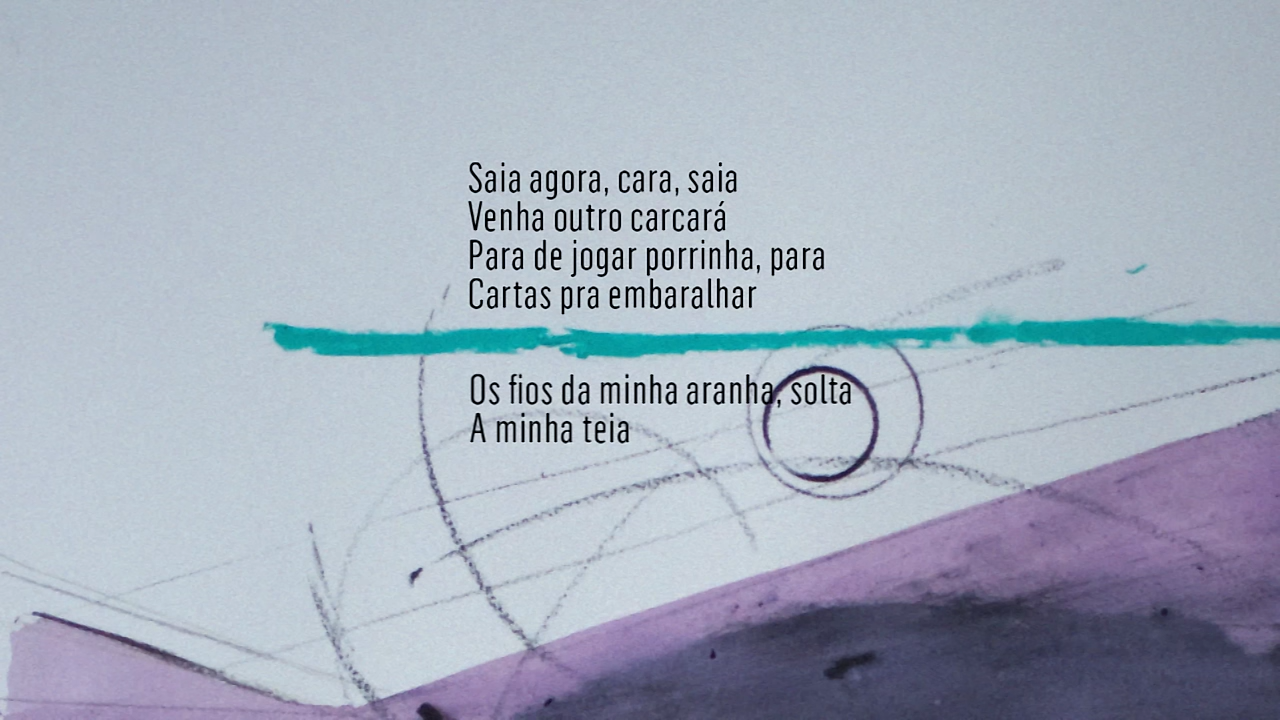 Saia agora, cara, saia
Venha outro carcará
Para de jogar porrinha, para
Cartas pra embaralhar
Os fios da minha aranha, solta
A minha teia